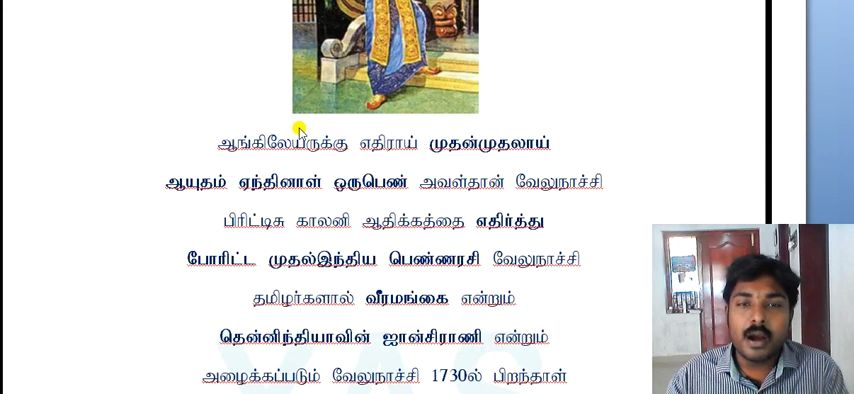 ஆங்கிலேயருக்கு எதிராய் முதன்முதலாய்
ஆயுதம் ஏந்தினாள் ஒருபெண் அவள்தான் வேலுநாச்சி
பிரிட்டிசு காலனி ஆதிக்கத்தை எதிர்த்து
போரிட்ட முதல்இந்திய பெண்ணரசி வேலுநாச்சி
தமிழர்களால் வீரமங்கை என்றும்
தென்னிந்தியாவின் ஜான்சிராணி என்றும்
அழைக்கப்படும் வேலுநாச்சி 1730ல் பிறந்தாள்